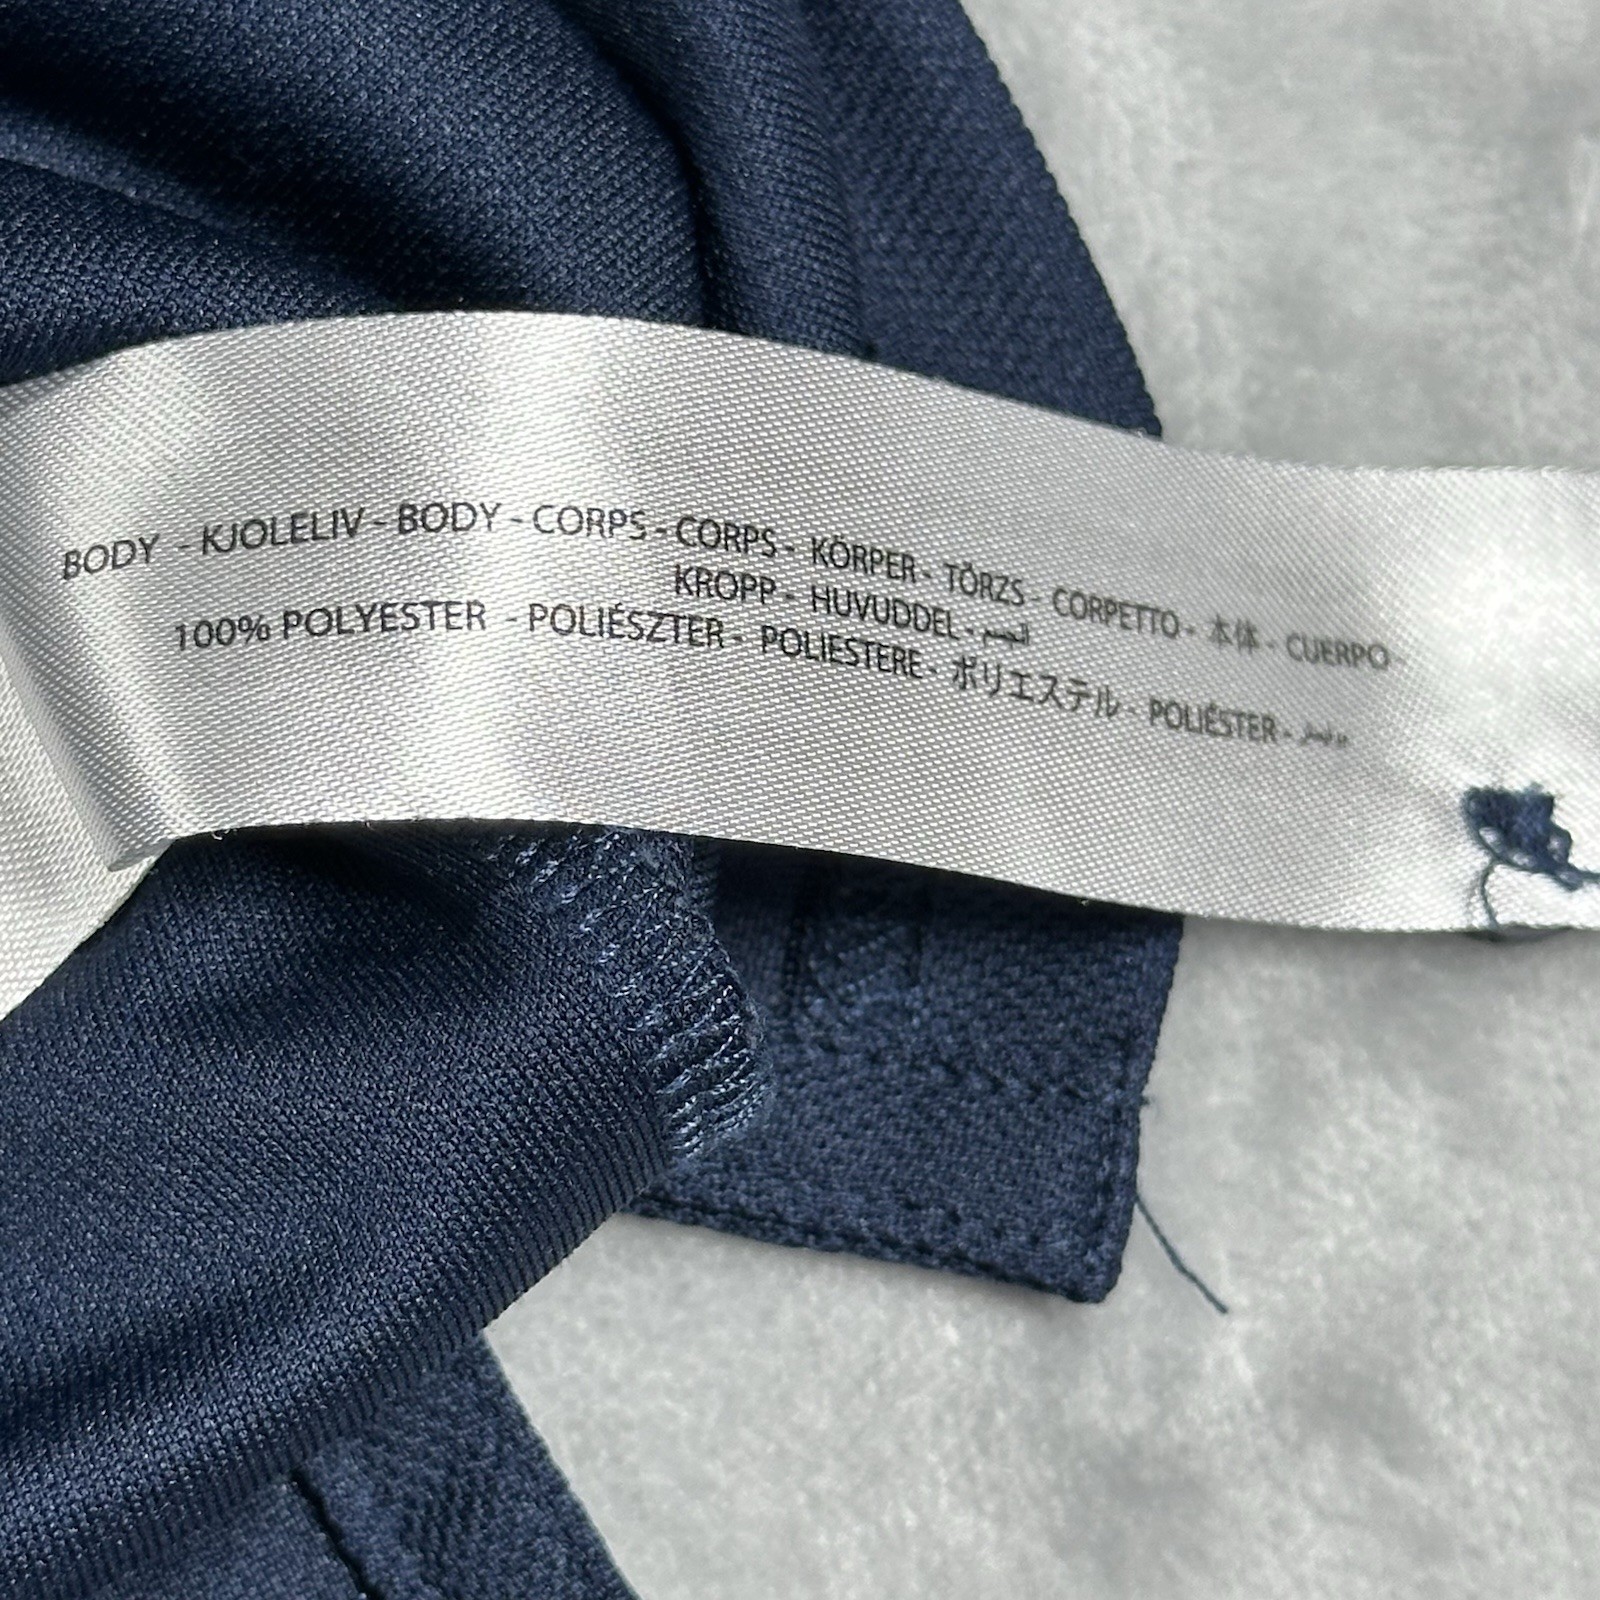 BODY - KJOLELIV - BODY - CORPS - CORPS - KÖRPER - TÖRZS - CORPETTO - 本体 - CUERPO -
KROPP - HUVUDDEL - الجسم
100% POLYESTER - POLIÉSZTER - POLIESTERE - ポリエステル - POLIÉSTER -